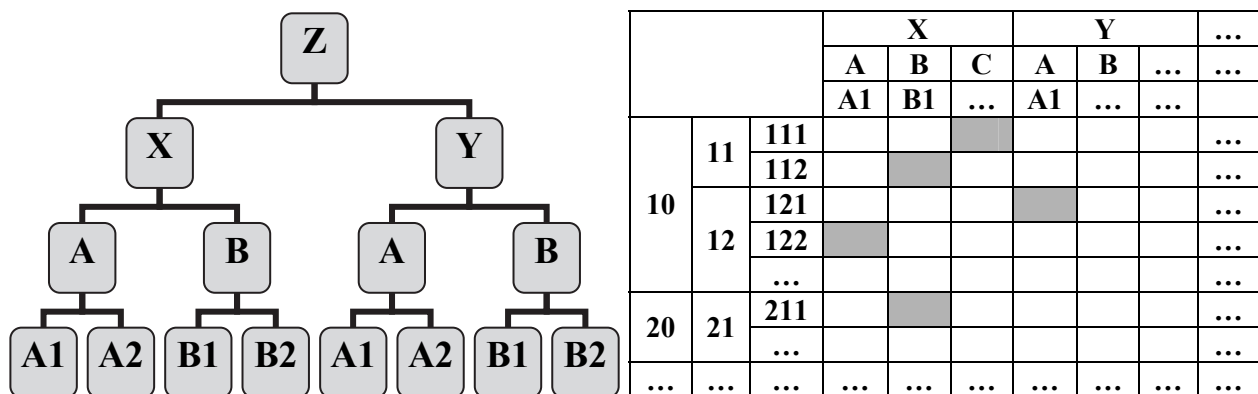 Z
X Y
A B A B
A1 A2 B1 B2 A1 A2 B1 B2
X Y ...
A B C A B ... ...
A1 B1 ... A1 ... ...
10 11 111 ...
112 ...
12 121 ...
122 ...
... ...
20 21 211 ...
... ...
... ... ... ... ... ... ... ... ... ...